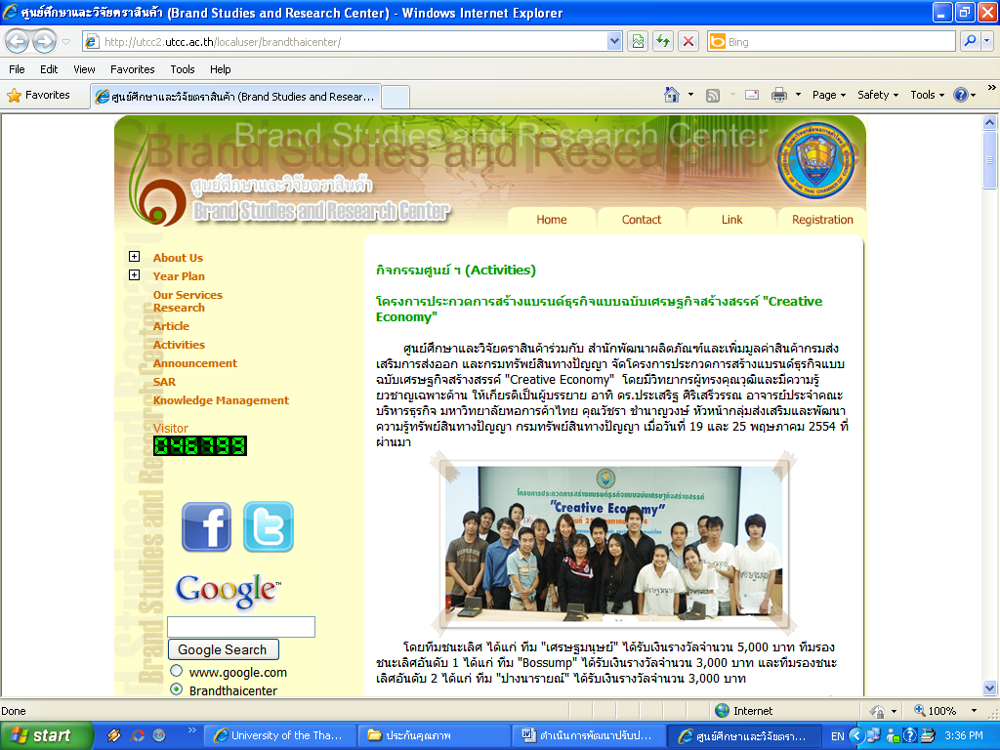 ศูนย์ศึกษาและวิจัยตราสินค้า (Brand Studies and Research Center) - Windows Internet Explorer
http://utcc2.utcc.ac.th/localuser/brandthaicenter/
Bing
File Edit View Favorites Tools Help
Favorites
ศูนย์ศึกษาและวิจัยตราสินค้า (Brand Studies and Resear...
Page Safety Tools
Brand Studies and Research Center
Brand Studies and Research
ศูนย์ศึกษาและวิจัยตราสินค้า
Brand Studies and Research Center
Home Contact Link Registration
About Us
Year Plan
Our Services
Research
Article
Activities
Announcement
SAR
Knowledge Management
Visitor
046799
Google™
Google Search
www.google.com
Brandthaicenter
Brand Studies and Research Center
กิจกรรมศูนย์ ฯ (Activities)
โครงการประกวดการสร้างแบรนด์ธุรกิจแบบฉบับเศรษฐกิจสร้างสรรค์ "Creative
Economy"
ศูนย์ศึกษาและวิจัยตราสินค้าร่วมกับ สำนักพัฒนาผลิตภัณฑ์และเพิ่มมูลค่าสินค้ากรมส่ง
เสริมการส่งออก และกรมทรัพย์สินทางปัญญา จัดโครงการประกวดการสร้างแบรนด์ธุรกิจแบบ
ฉบับเศรษฐกิจสร้างสรรค์ "Creative Economy" โดยมีวิทยากรผู้ทรงคุณวุฒิและมีความรู้
ยวชาญเฉพาะด้าน ให้เกียรติเป็นผู้บรรยาย อาทิ ดร.ประเสริฐ ศิริเสรีวรรณ อาจารย์ประจำคณะ
บริหารธุรกิจ มหาวิทยาลัยหอการค้าไทย คุณวัชรา ชำนาญวงษ์ หัวหน้ากลุ่มส่งเสริมและพัฒนา
ความรู้ทรัพย์สินทางปัญญา กรมทรัพย์สินทางปัญญา เมื่อวันที่ 19 และ 25 พฤษภาคม 2554 ที่
ผ่านมา
โครงการประกวดการสร้างแบรนด์ธุรกิจแบบฉบับเศรษฐกิจสร้างสรรค์
"Creative Economy"
โดยทีมชนะเลิศ ได้แก่ ทีม "เศรษฐมนุษย์" ได้รับเงินรางวัลจำนวน 5,000 บาท ทีมรอง
ชนะเลิศอันดับ 1 ได้แก่ ทีม "Bossump" ได้รับเงินรางวัลจำนวน 3,000 บาท และทีมรองชนะ
เลิศอันดับ 2 ได้แก่ ทีม "ปางนารายณ์" ได้รับเงินรางวัลจำนวน 3,000 บาท
Done Internet 100%
start University of the Tha... ประกันคุณภาพ ดำเนินการพัฒนาปรับป... ศูนย์ศึกษาและวิจัยตรา... EN 3:36 PM